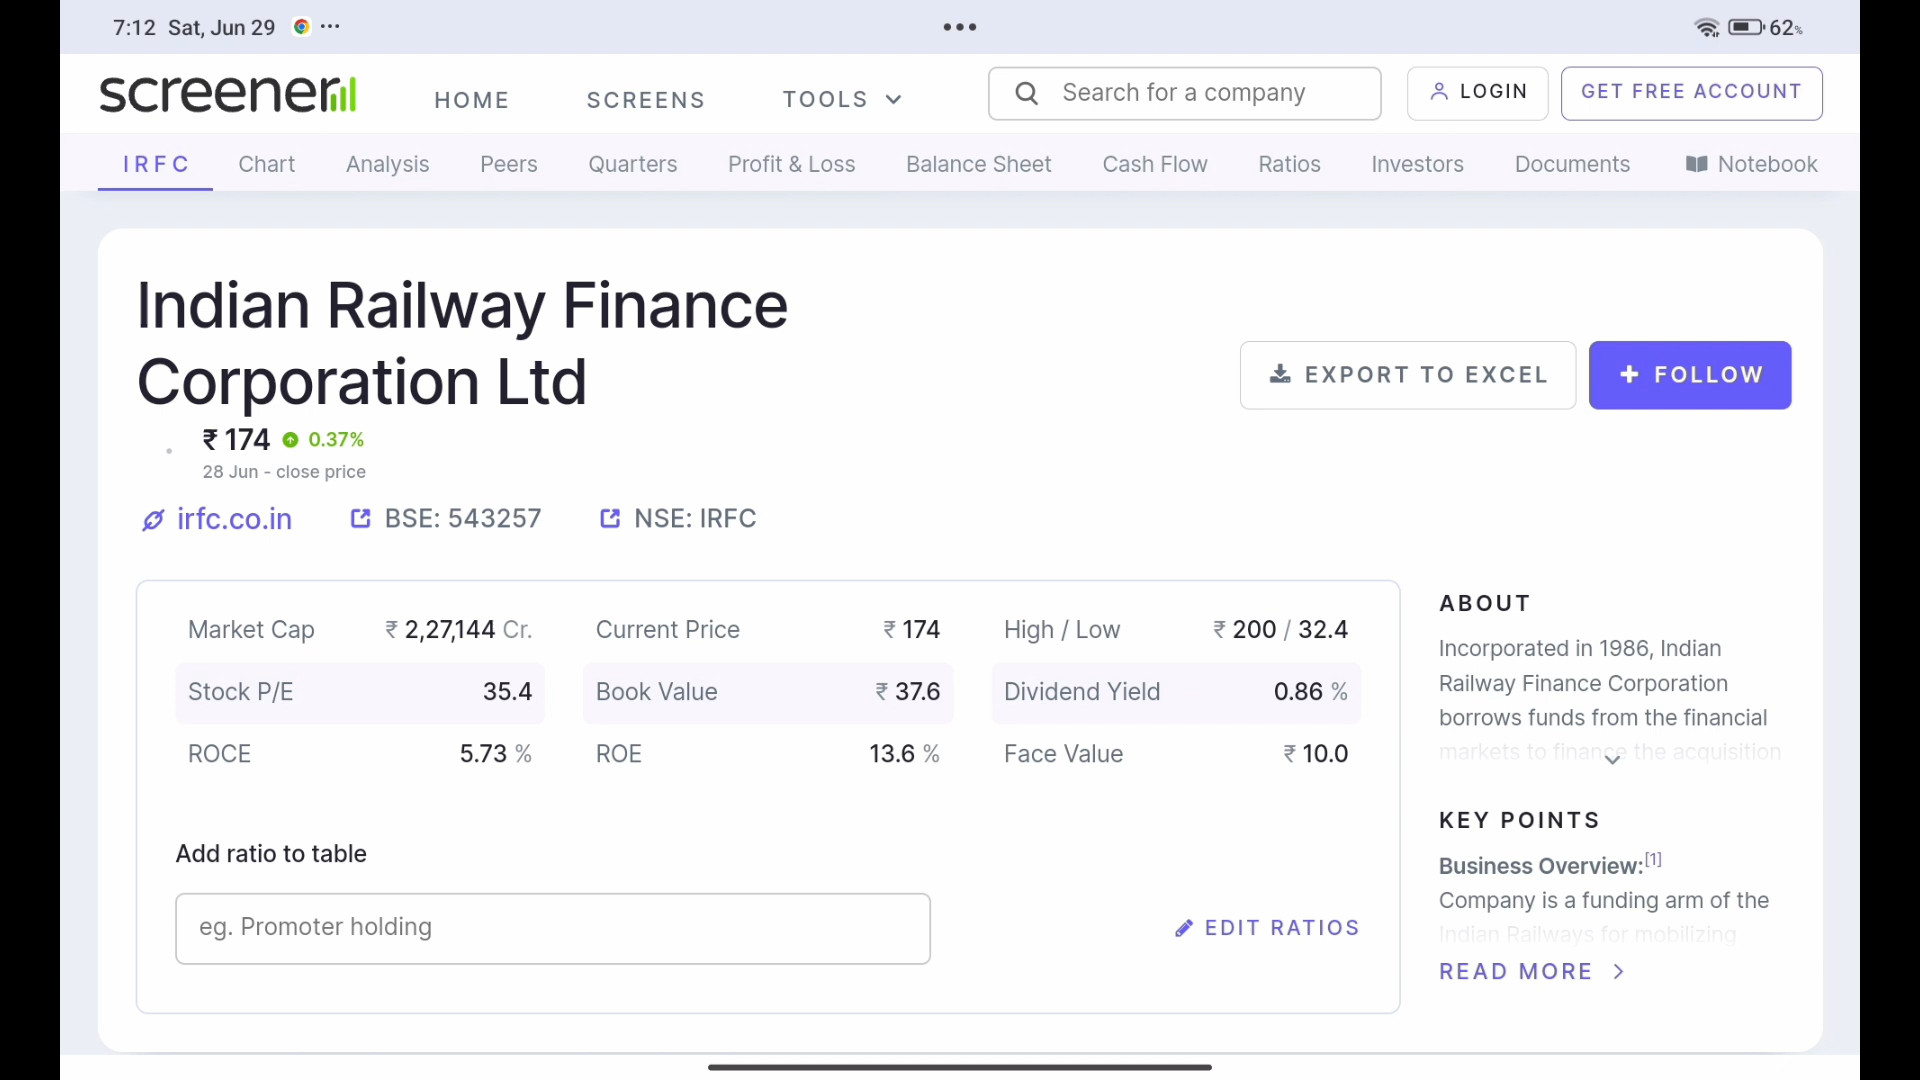 7:12 Sat, Jun 29 ...
62%
screener
HOME
SCREENS
TOOLS
Search for a company
LOGIN
GET FREE ACCOUNT
IRFC
Chart
Analysis
Peers
Quarters
Profit & Loss
Balance Sheet
Cash Flow
Ratios
Investors
Documents
Notebook
Indian Railway Finance
Corporation Ltd
EXPORT TO EXCEL
+ FOLLOW
₹ 174 0.37%
28 Jun - close price
irfc.co.in
BSE: 543257
NSE: IRFC
Market Cap ₹ 2,27,144 Cr.
Current Price ₹ 174
High / Low ₹ 200 / 32.4
Stock P/E 35.4
Book Value ₹ 37.6
Dividend Yield 0.86 %
ROCE 5.73 %
ROE 13.6 %
Face Value ₹ 10.0
Add ratio to table
eg. Promoter holding
EDIT RATIOS
ABOUT
Incorporated in 1986, Indian
Railway Finance Corporation
borrows funds from the financial
markets to finance the acquisition
KEY POINTS
Business Overview:[1]
Company is a funding arm of the
Indian Railways for mobilizing
READ MORE